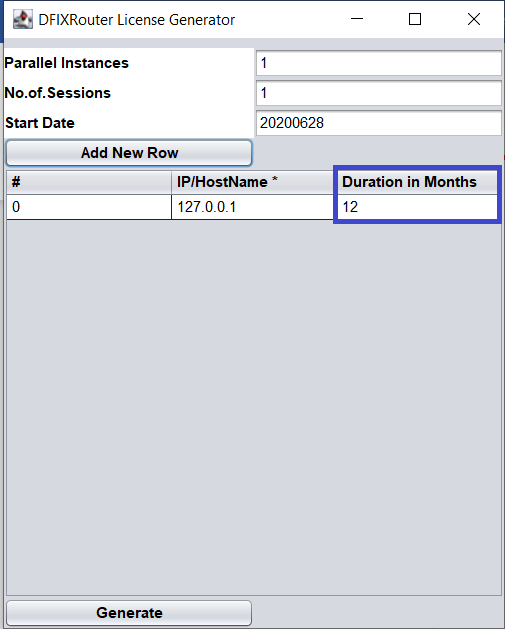 DFIXRouter License Generator
Parallel Instances 1
No.of.Sessions 1
Start Date 20200628
Add New Row
# IP/HostName * Duration in Months
0 127.0.0.1 12
Generate